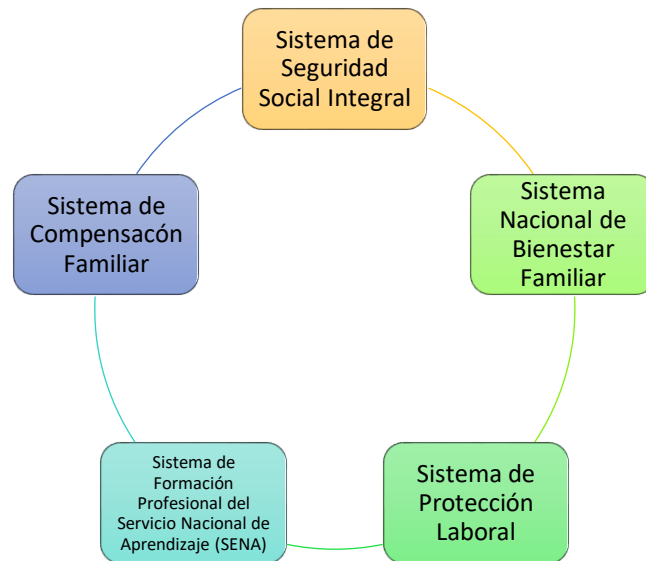 Sistema de
Seguridad
Social Integral
Sistema
Nacional de
Bienestar
Familiar
Sistema de
Protección
Laboral
Sistema de
Formación
Profesional del
Servicio Nacional de
Aprendizaje (SENA)
Sistema de
Compensacón
Familiar